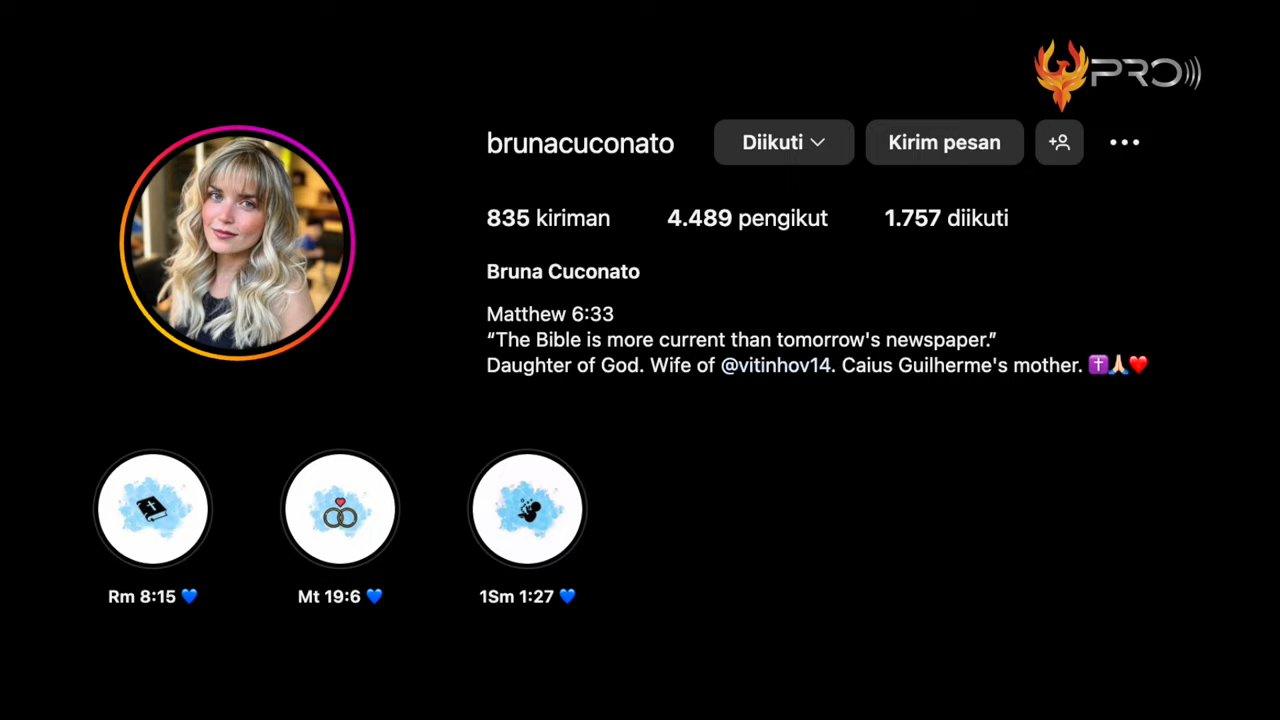 PRO
brunacuconato Diikuti Kirim pesan
835 kiriman 4.489 pengikut 1.757 diikuti
Bruna Cuconato
Matthew 6:33
“The Bible is more current than tomorrow's newspaper.”
Daughter of God. Wife of @vitinhov14. Caius Guilherme's mother. ✝️🙏🏻❤️
Rm 8:15 💙 Mt 19:6 💙 1Sm 1:27 💙